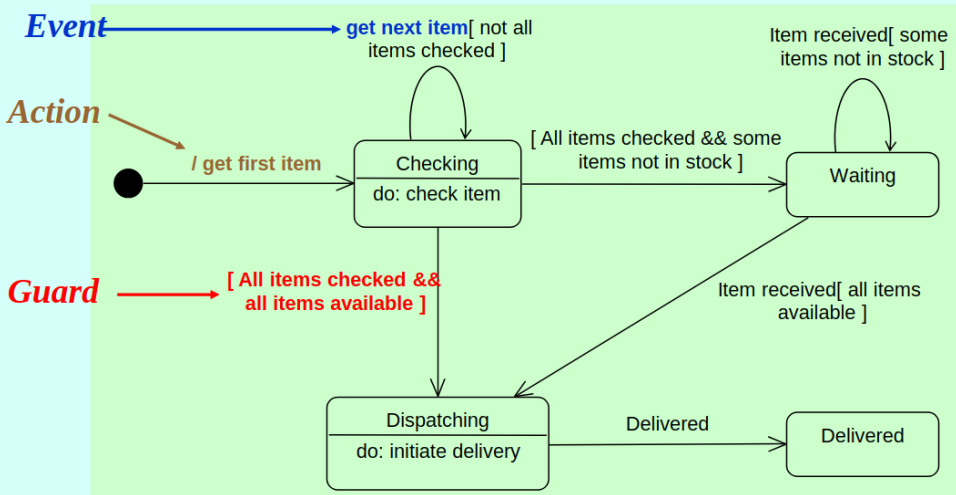 Event
get next item[ not all
items checked ]
Item received[ some
items not in stock ]
Action
/ get first item
[ All items checked && some
items not in stock ]
Checking
do: check item
Waiting
Guard
[ All items checked &&
all items available ]
Item received[ all items
available ]
Dispatching
do: initiate delivery
Delivered
Delivered